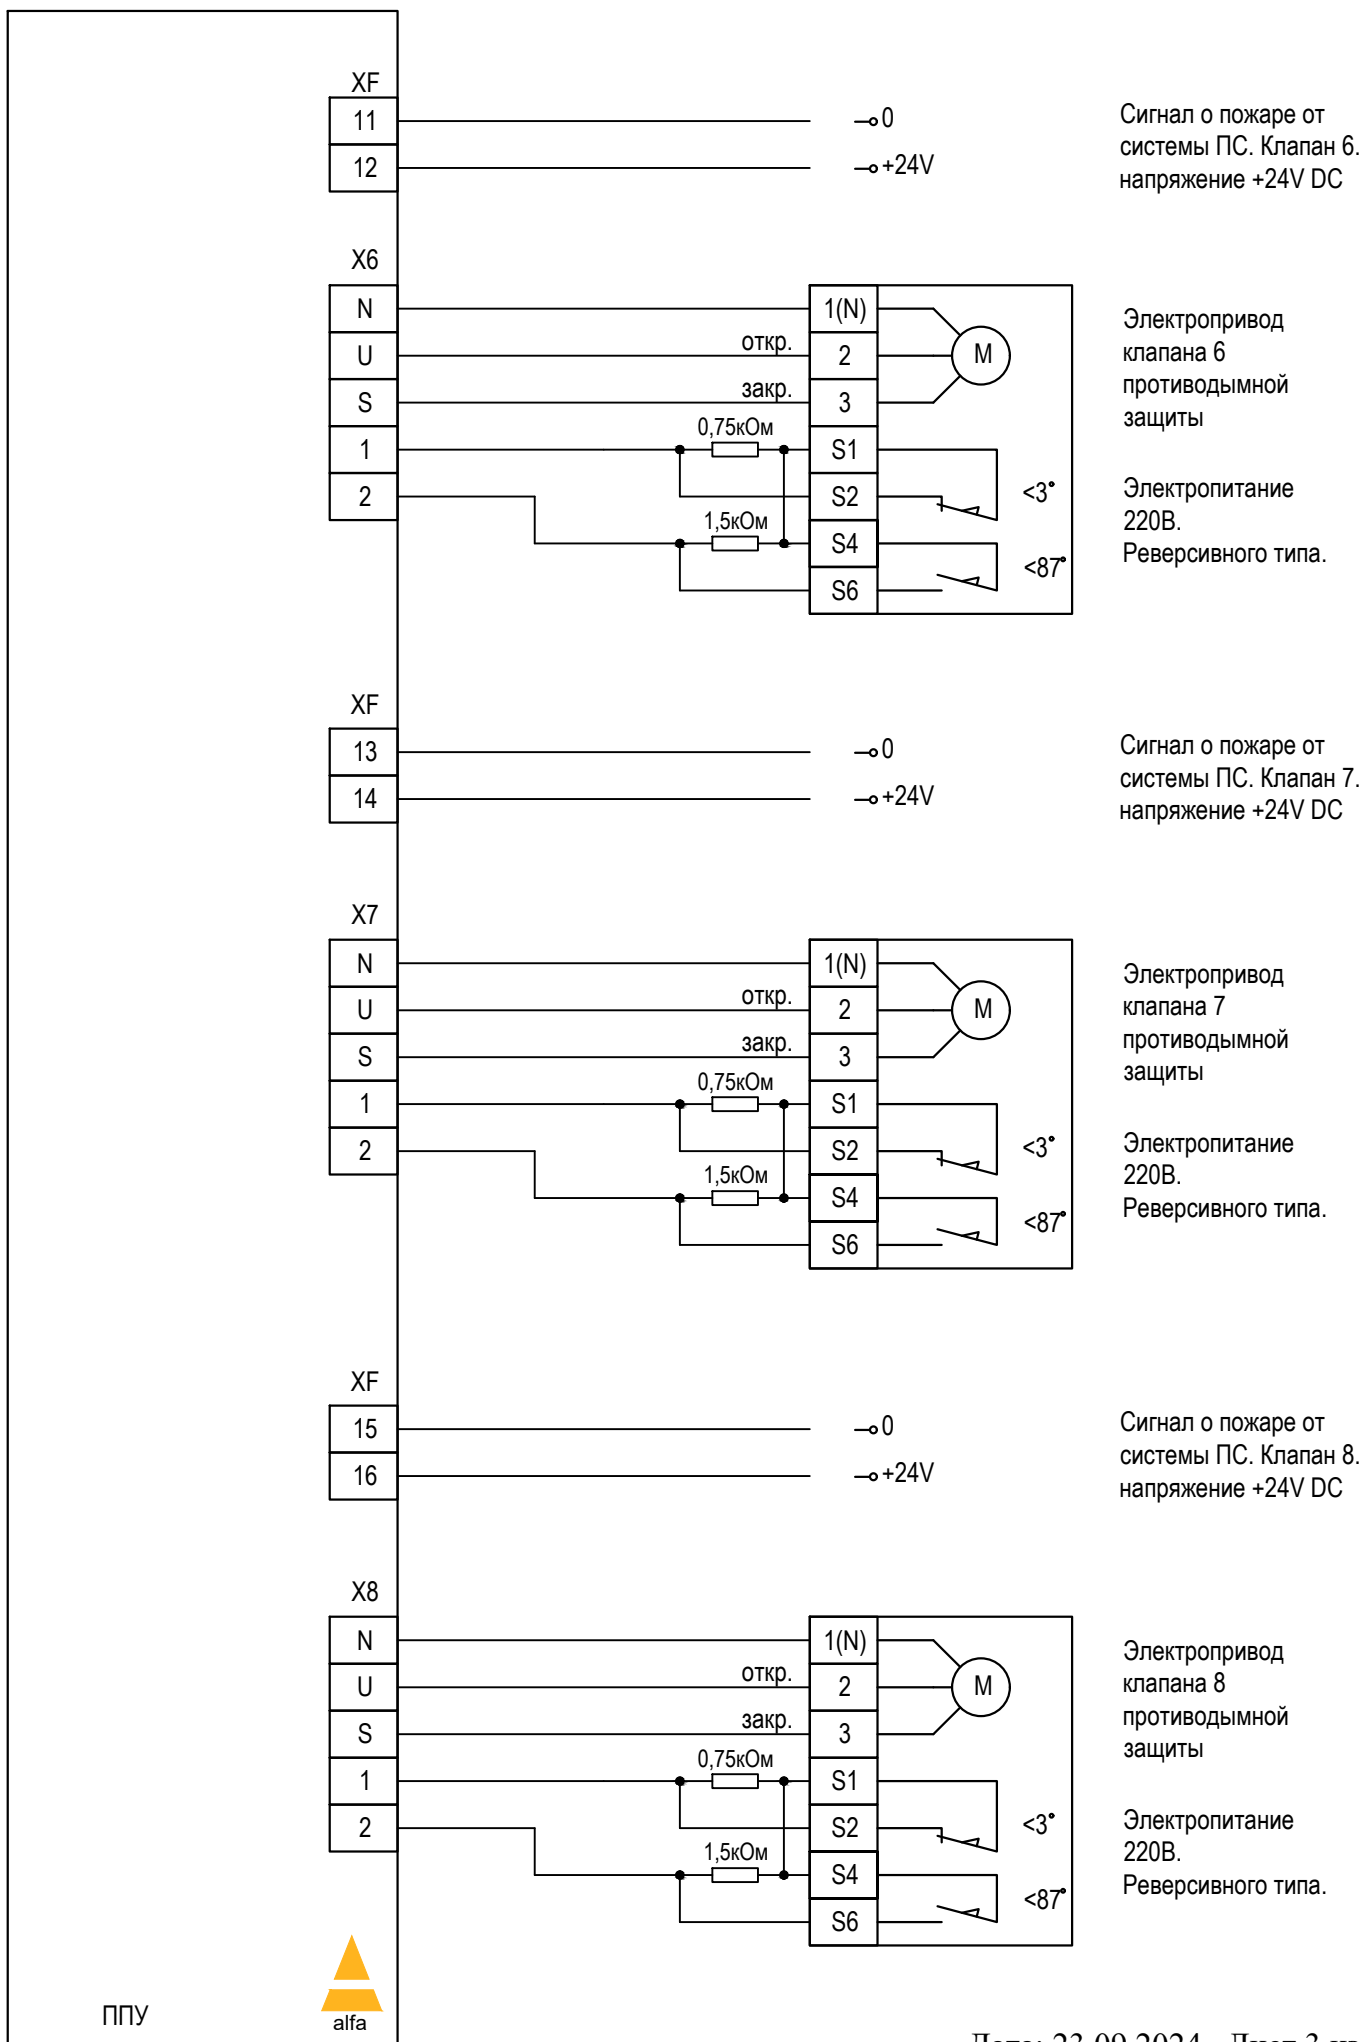 XF
11
0
12
+24V
Сигнал о пожаре от
системы ПС. Клапан 6.
напряжение +24V DC
X6
N
1(N)
U
откр.
2
M
S
закр.
3
1
0,75кОм
S1
2
S2
<3°
1,5кОм
S4
<87°
S6
Электропривод
клапана 6
противодымной
защиты
Электропитание
220В.
Реверсивного типа.
XF
13
0
14
+24V
Сигнал о пожаре от
системы ПС. Клапан 7.
напряжение +24V DC
X7
N
1(N)
U
откр.
2
M
S
закр.
3
1
0,75кОм
S1
2
S2
<3°
1,5кОм
S4
<87°
S6
Электропривод
клапана 7
противодымной
защиты
Электропитание
220В.
Реверсивного типа.
XF
15
0
16
+24V
Сигнал о пожаре от
системы ПС. Клапан 8.
напряжение +24V DC
X8
N
1(N)
U
откр.
2
M
S
закр.
3
1
0,75кОм
S1
2
S2
<3°
1,5кОм
S4
<87°
S6
Электропривод
клапана 8
противодымной
защиты
Электропитание
220В.
Реверсивного типа.
ППУ
alfa
Дата: 23.09.2024 Лист 3